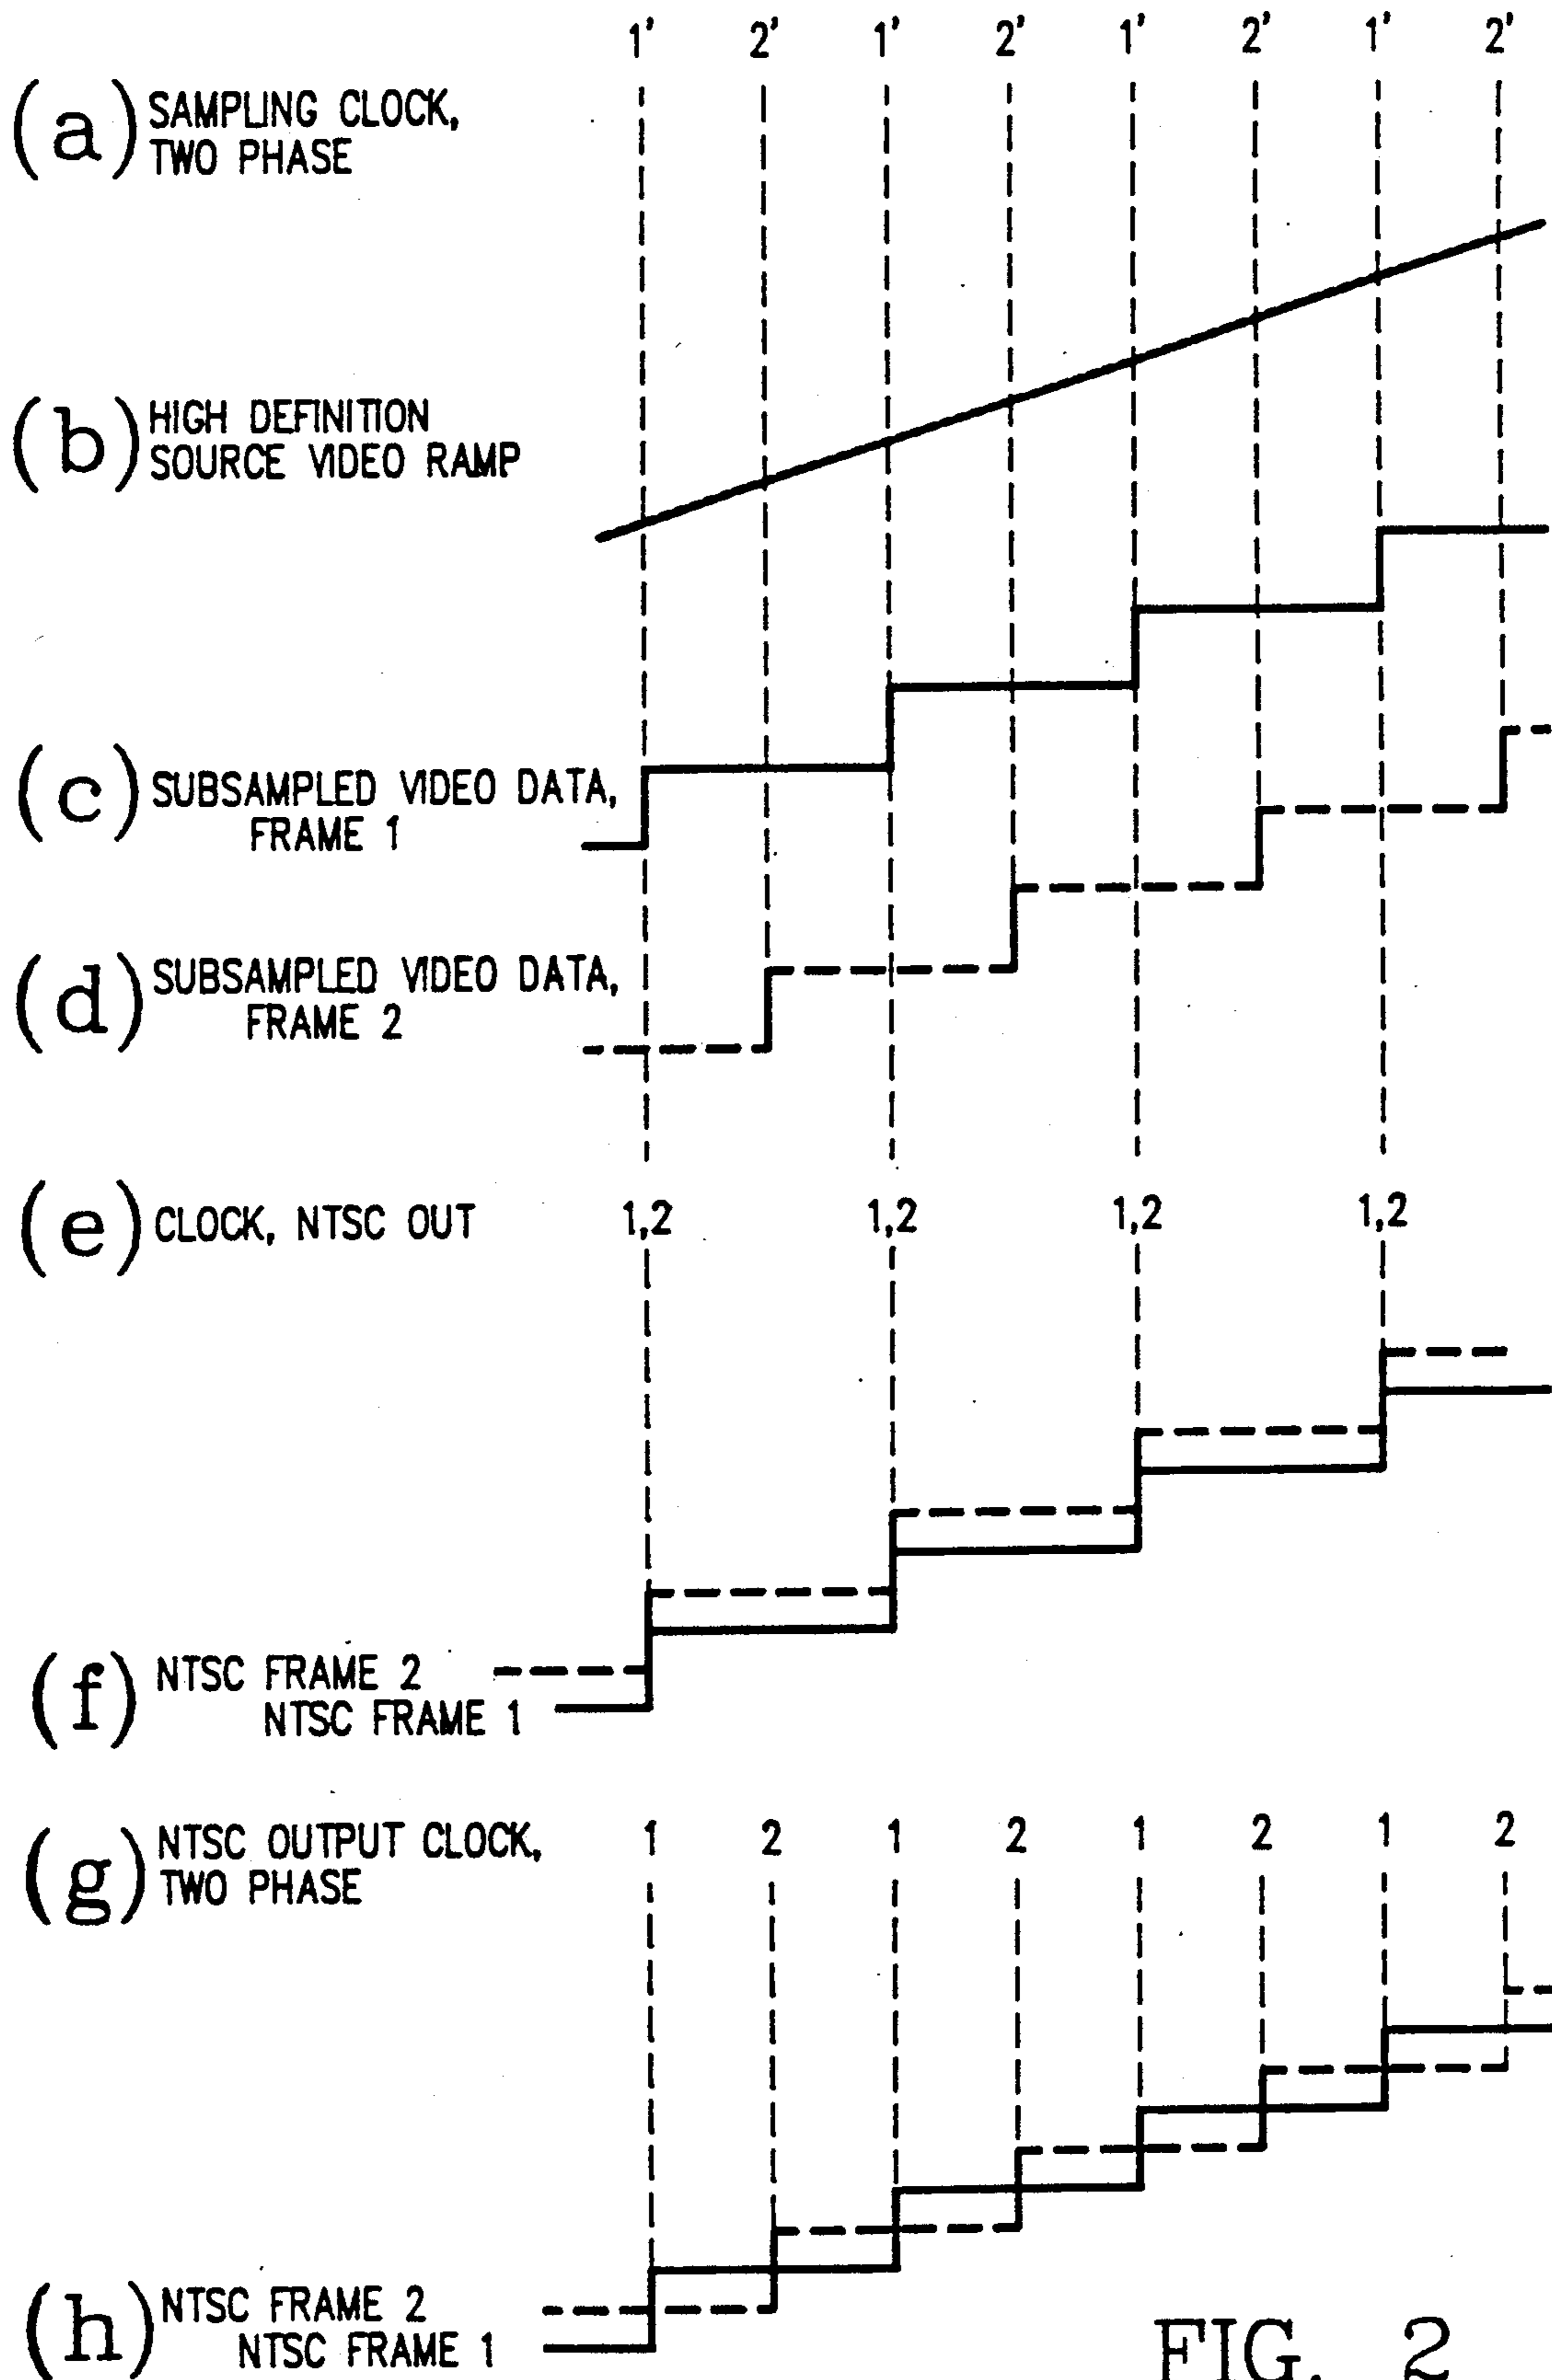 1' 2' 1' 2' 1' 2' 1' 2'
(a) SAMPLING CLOCK,
TWO PHASE
(b) HIGH DEFINITION
SOURCE VIDEO RAMP
(c) SUBSAMPLED VIDEO DATA,
FRAME 1
(d) SUBSAMPLED VIDEO DATA,
FRAME 2
(e) CLOCK, NTSC OUT 1,2 1,2 1,2 1,2
(f) NTSC FRAME 2
NTSC FRAME 1
(g) NTSC OUTPUT CLOCK, 1 2 1 2 1 2 1 2
TWO PHASE
(h) NTSC FRAME 2
NTSC FRAME 1
FIG. 2